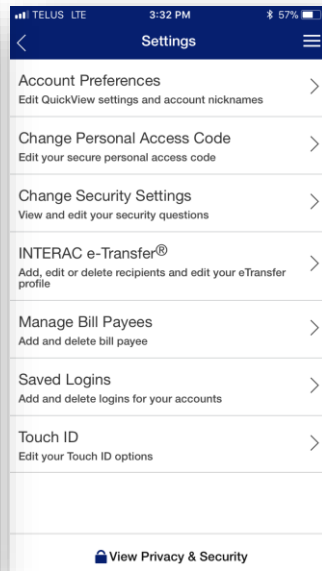 TELUS LTE 3:32 PM 57%
Settings
Account Preferences
Edit QuickView settings and account nicknames
Change Personal Access Code
Edit your secure personal access code
Change Security Settings
View and edit your security questions
INTERAC e-Transfer®
Add, edit or delete recipients and edit your eTransfer
profile
Manage Bill Payees
Add and delete bill payee
Saved Logins
Add and delete logins for your accounts
Touch ID
Edit your Touch ID options
View Privacy & Security